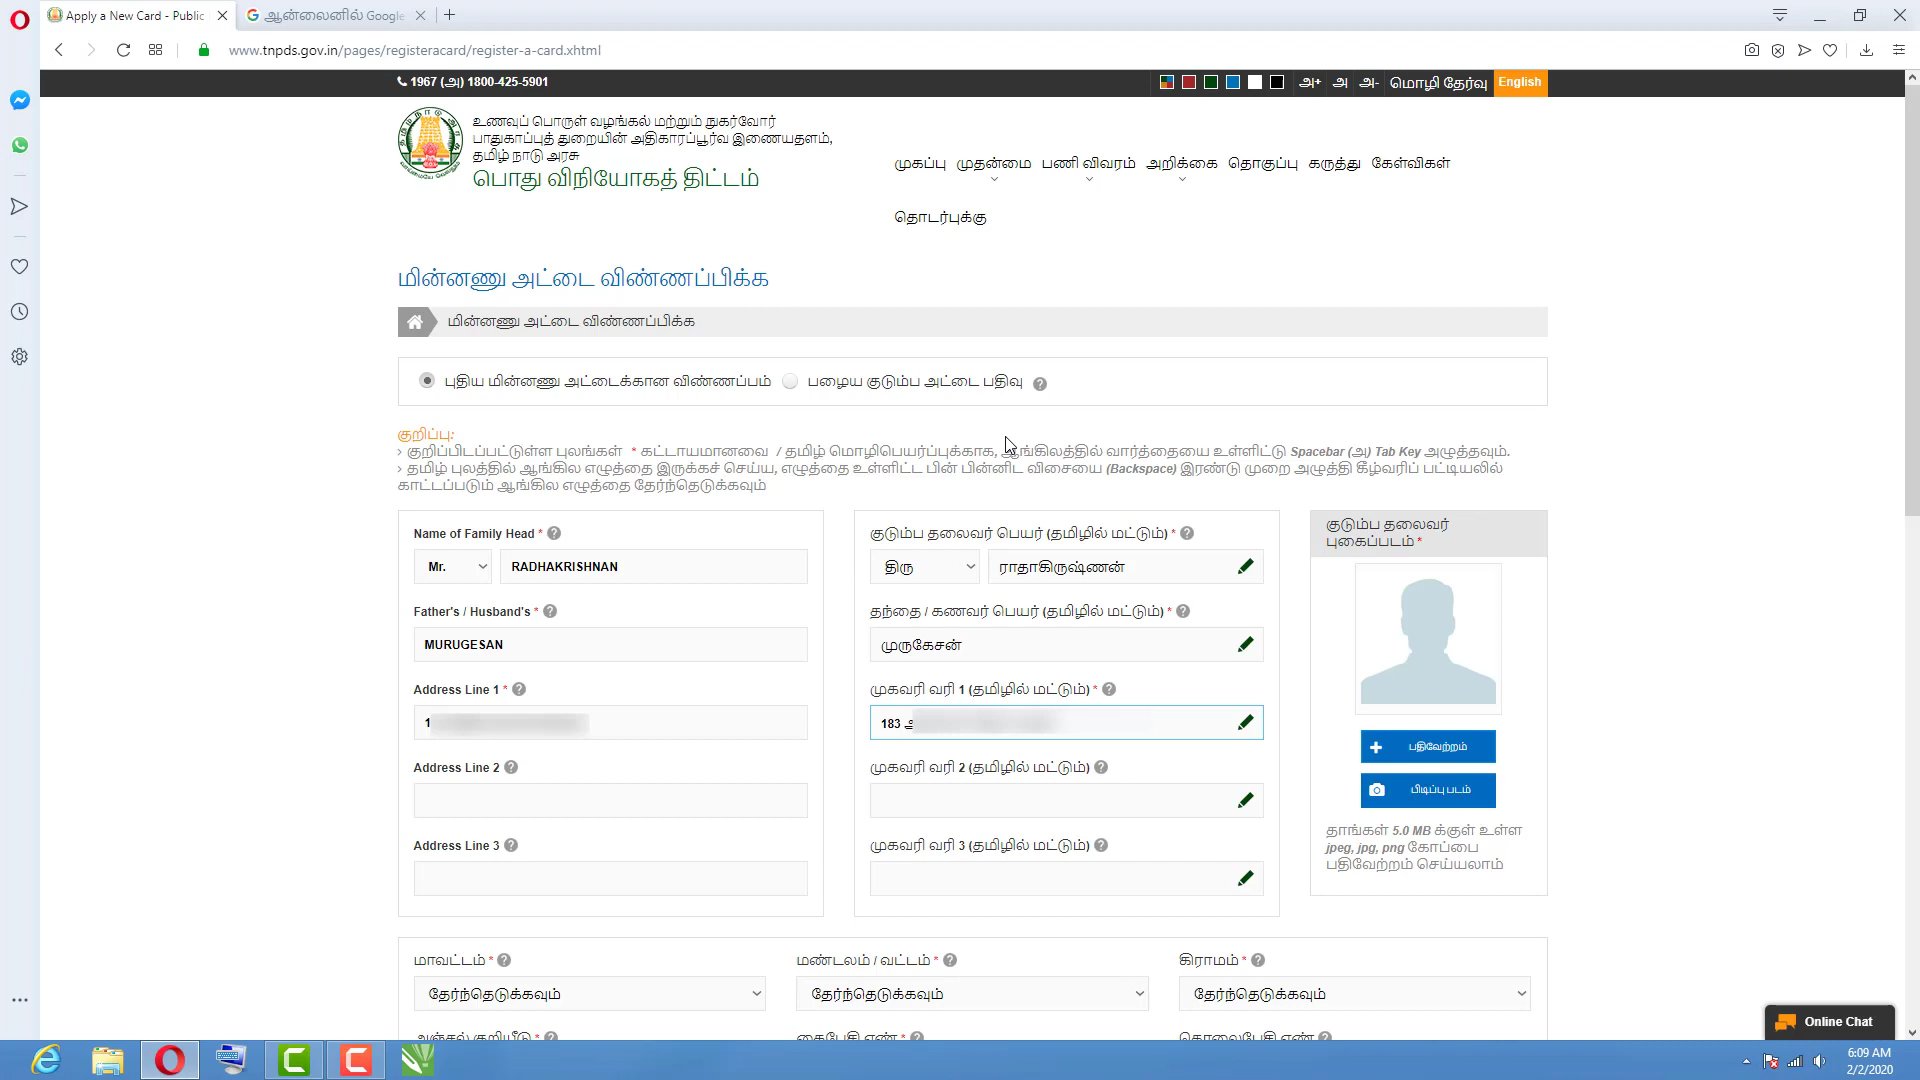 Apply a New Card - Public
ஆன்லைனில் Google
www.tnpds.gov.in/pages/registeracard/register-a-card.xhtml
1967 (அ) 1800-425-5901
அ+ அ அ- மொழி தேர்வு English
உணவுப் பொருள் வழங்கல் மற்றும் நுகர்வோர்
பாதுகாப்புத் துறையின் அதிகாரப்பூர்வ இணையதளம்,
தமிழ் நாடு அரசு
பொது விநியோகத் திட்டம்
முகப்பு முதன்மை பணி விவரம் அறிக்கை தொகுப்பு கருத்து கேள்விகள்
தொடர்புக்கு
மின்னணு அட்டை விண்ணப்பிக்க
மின்னணு அட்டை விண்ணப்பிக்க
புதிய மின்னணு அட்டைக்கான விண்ணப்பம் பழைய குடும்ப அட்டை பதிவு
குறிப்பு:
› குறிப்பிடப்பட்டுள்ள புலங்கள் * கட்டாயமானவை / தமிழ் மொழிபெயர்ப்புக்காக, ஆங்கிலத்தில் வார்த்தையை உள்ளிட்டு Spacebar (அ) Tab Key அழுத்தவும்.
› தமிழ் புலத்தில் ஆங்கில எழுத்தை இருக்கச் செய்ய, எழுத்தை உள்ளிட்ட பின் பின்னிட விசையை (Backspace) இரண்டு முறை அழுத்தி கீழ்வரிப் பட்டியலில்
காட்டப்படும் ஆங்கில எழுத்தை தேர்ந்தெடுக்கவும்
Name of Family Head *
Mr. RADHAKRISHNAN
Father's / Husband's *
MURUGESAN
Address Line 1 *
1
Address Line 2
Address Line 3
குடும்ப தலைவர் பெயர் (தமிழில் மட்டும்) *
திரு ராதாகிருஷ்ணன்
தந்தை / கணவர் பெயர் (தமிழில் மட்டும்) *
முருகேசன்
முகவரி வரி 1 (தமிழில் மட்டும்) *
183
முகவரி வரி 2 (தமிழில் மட்டும்)
முகவரி வரி 3 (தமிழில் மட்டும்)
குடும்ப தலைவர்
புகைப்படம் *
பதிவேற்றம்
பிடிப்பு படம்
தாங்கள் 5.0 MB க்குள் உள்ள
jpeg, jpg, png கோப்பை
பதிவேற்றம் செய்யலாம்
மாவட்டம் * மண்டலம் / வட்டம் * கிராமம் *
தேர்ந்தெடுக்கவும் தேர்ந்தெடுக்கவும் தேர்ந்தெடுக்கவும்
அஞ்சல் குறியீடு * கைபேசி எண் * தொலைபேசி எண்
Online Chat
6:09 AM
2/2/2020